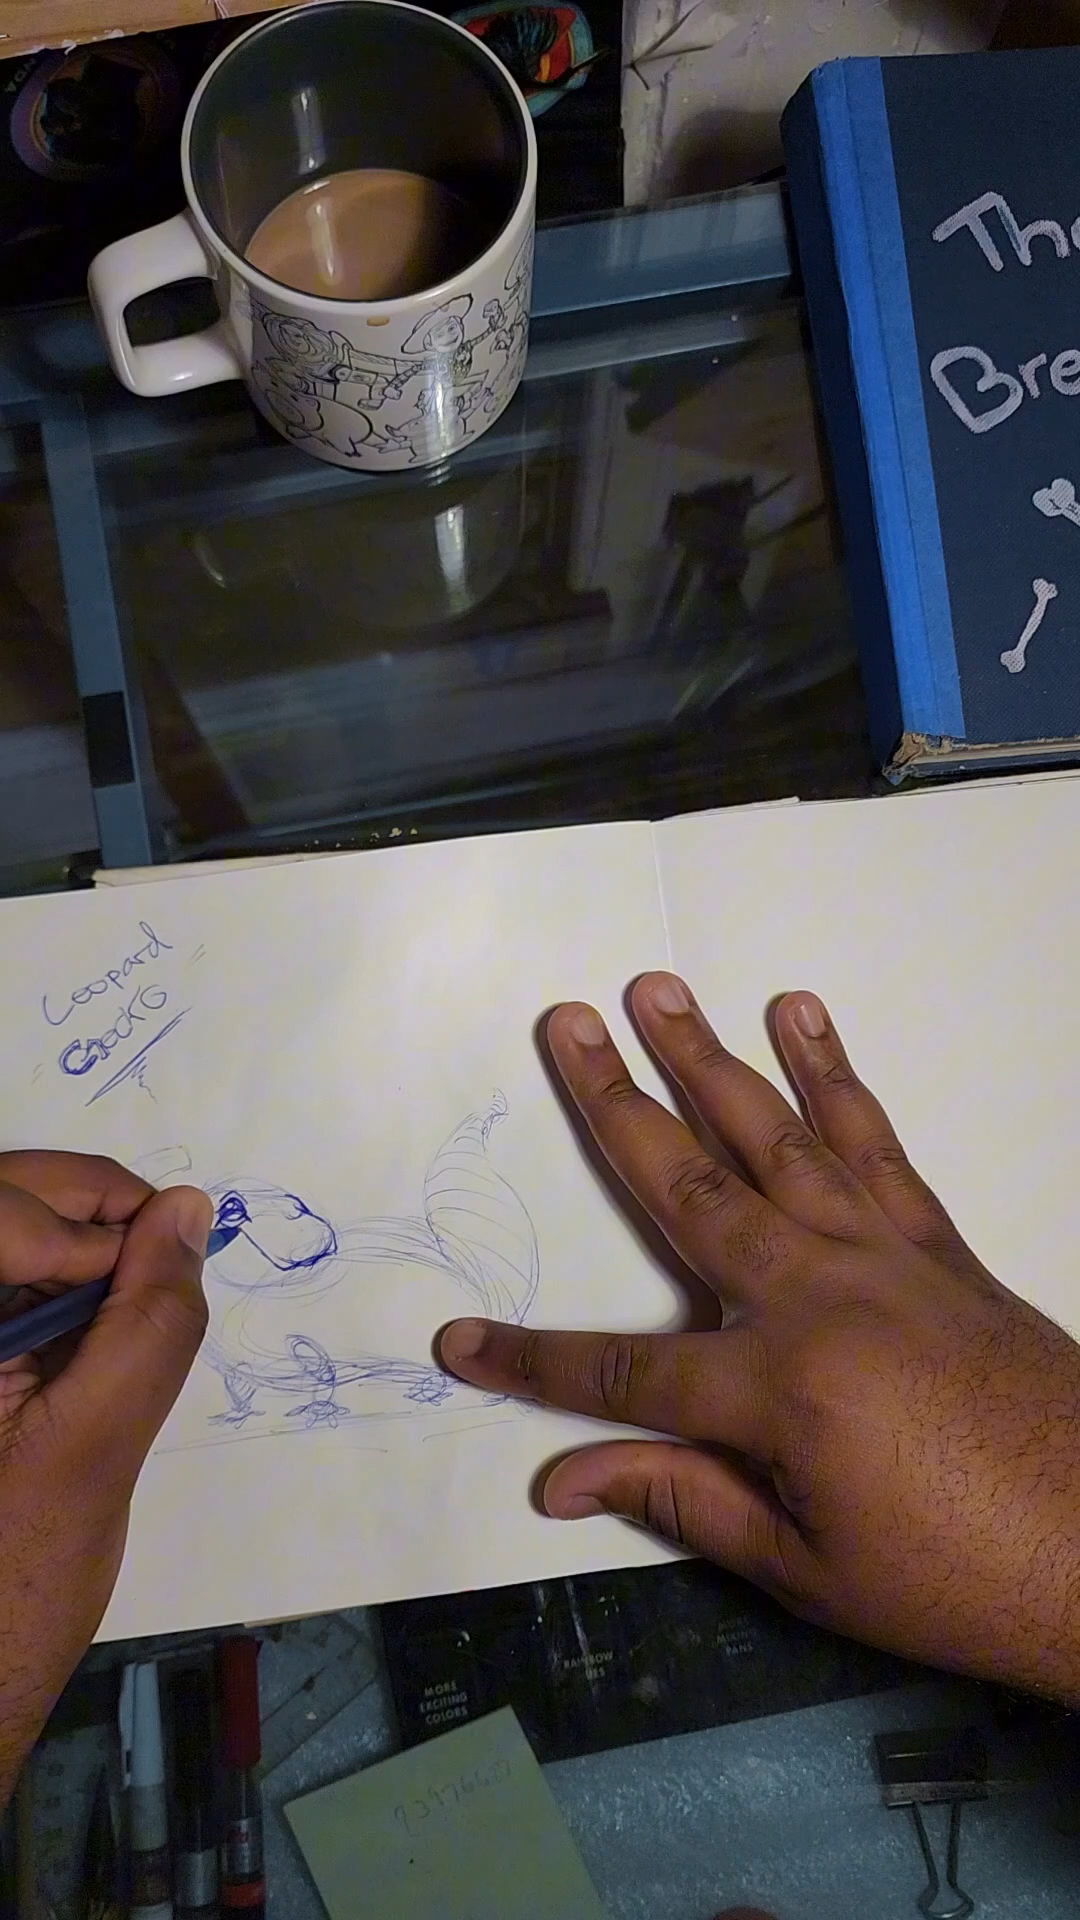 The
Bre
Leopard
GeckO
MORE
EXCITING
COLORS
RAINBOW
MORE
MIXING
PANS